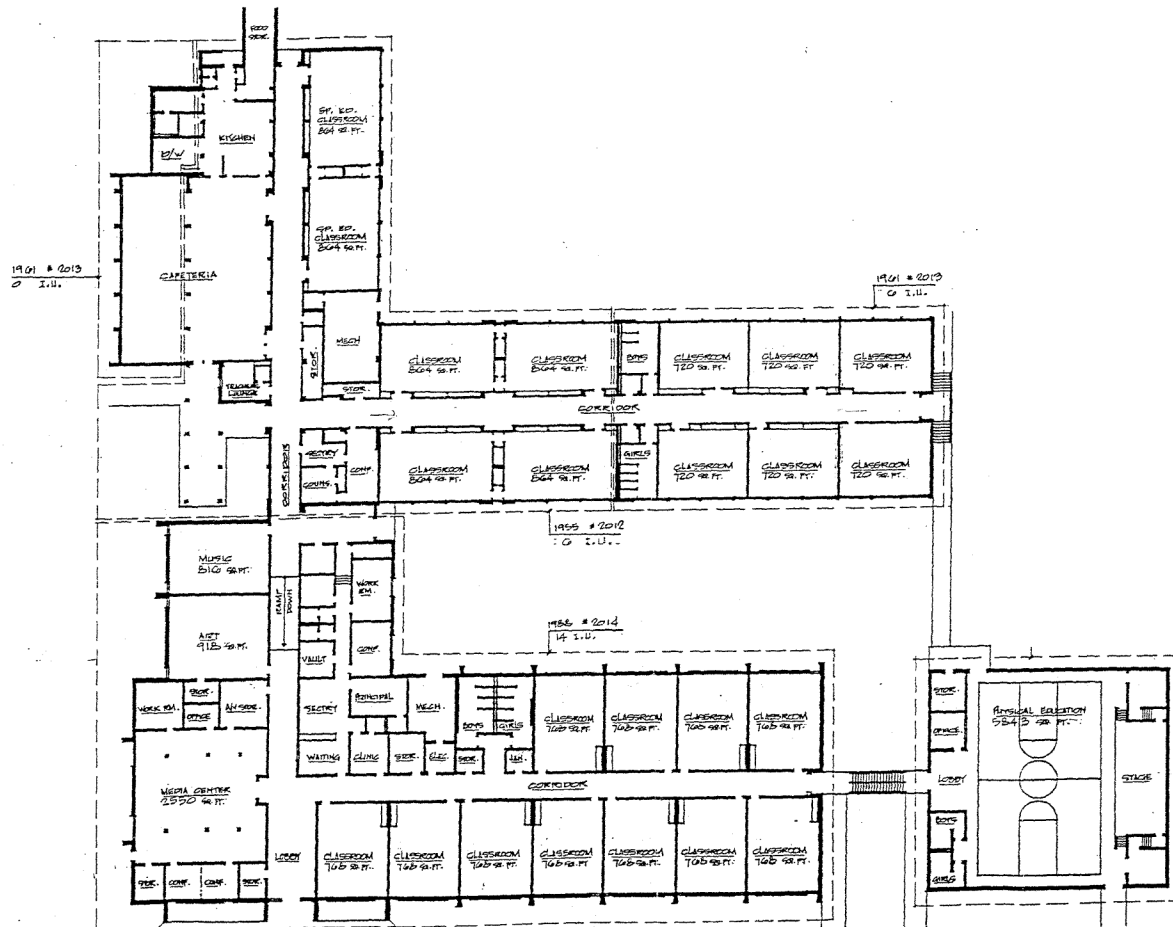 FOOD
STOR.
SP. ED.
CLASSROOM
864 SQ. FT.
KITCHEN
D/W
SP. ED.
CLASSROOM
864 SQ. FT.
1961 # 2013
0 I.U.
CAFETERIA
1961 # 2013
6 I.U.
MECH
STOR.
STOR.
TEACHER
LOUNGE
CLASSROOM
864 SQ. FT.
CLASSROOM
864 SQ. FT.
BOYS
CLASSROOM
720 SQ. FT.
CLASSROOM
720 SQ. FT.
CLASSROOM
720 SQ. FT.
CORRIDOR
CORRIDOR
SECTRY
COUNS.
CONF.
CLASSROOM
864 SQ. FT.
CLASSROOM
864 SQ. FT.
GIRLS
CLASSROOM
720 SQ. FT.
CLASSROOM
720 SQ. FT.
CLASSROOM
720 SQ. FT.
1955 # 2012
6 I.U.
MUSIC
816 SQ. FT.
RAMP
DOWN
WORK
RM.
ART
918 SQ. FT.
VAULT
CONF.
1988 # 2014
14 I.U.
WORK RM.
STOR.
OFFICE
A/V STOR.
SECTRY
PRINCIPAL
MECH.
BOYS
GIRLS
CLASSROOM
768 SQ. FT.
CLASSROOM
768 SQ. FT.
CLASSROOM
768 SQ. FT.
CLASSROOM
768 SQ. FT.
STOR.
OFFICE
PHYSICAL EDUCATION
5843
SQ. FT.
WAITING
CLINIC
STOR.
ELEC.
STOR.
JAN.
LOBBY
STAGE
MEDIA CENTER
2550 SQ. FT.
CORRIDOR
BOYS
GIRLS
LOBBY
CLASSROOM
768 SQ. FT.
CLASSROOM
768 SQ. FT.
CLASSROOM
768 SQ. FT.
CLASSROOM
768 SQ. FT.
CLASSROOM
768 SQ. FT.
CLASSROOM
768 SQ. FT.
CLASSROOM
768 SQ. FT.
STOR.
CONF.
CONF.
STOR.